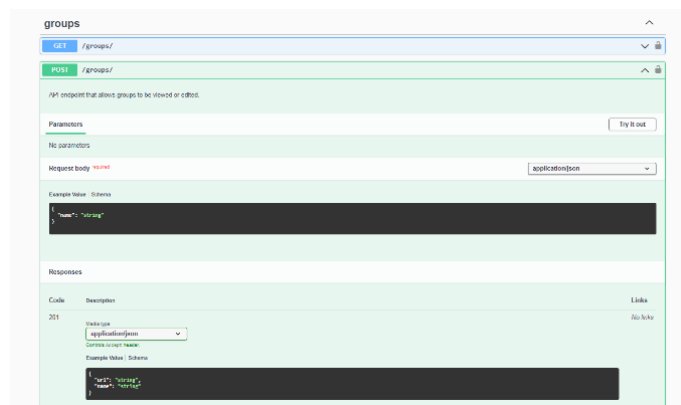 groups
GET /groups/
POST /groups/
API endpoint that allows groups to be viewed or edited.
Parameters
Try it out
No parameters
Request body required
application/json
Example Value | Schema
{
"name": "string"
}
Responses
Code Description Links
201 No links
Media type
application/json
Controls Accept header.
Example Value | Schema
{
"url": "string",
"name": "string"
}